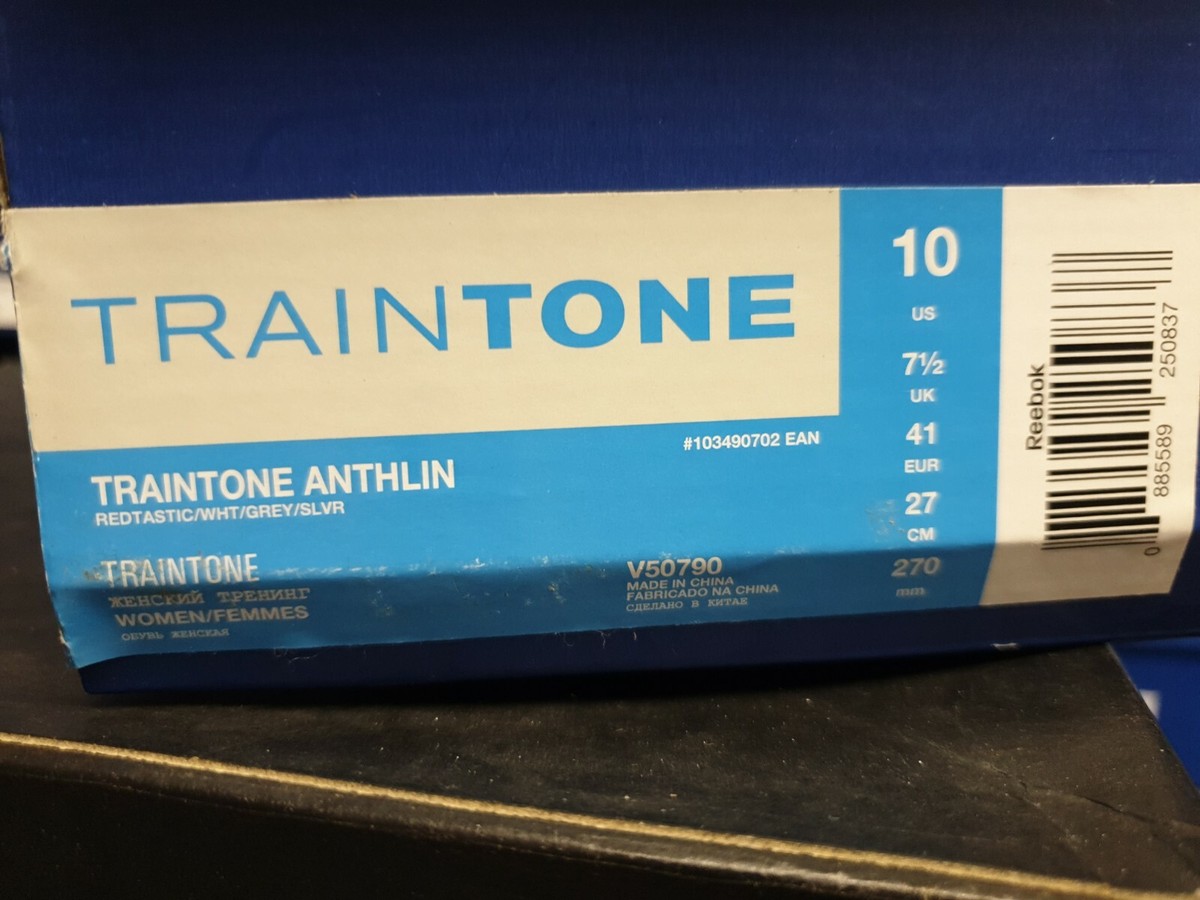 TRAINTONE
#103490702 EAN
TRAINTONE ANTHLIN
REDTASTIC/WHT/GREY/SLVR
TRAINTONE
ЖЕНСКИЙ ТРЕНИНГ
WOMEN/FEMMES
ОБУВЬ ЖЕНСКАЯ
V50790
MADE IN CHINA
FABRICADO NA CHINA
СДЕЛАНО В КИТАЕ
10
US
7½
UK
41
EUR
27
CM
270
mm
Reebok
0 885589 250837